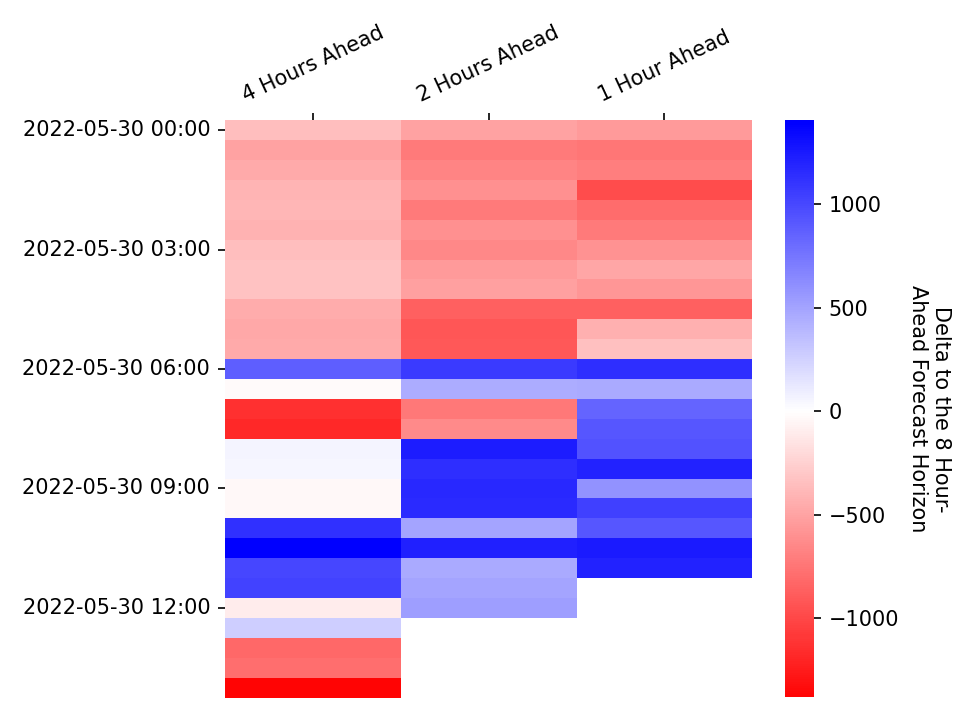 4 Hours Ahead
2 Hours Ahead
1 Hour Ahead
2022-05-30 00:00
2022-05-30 03:00
2022-05-30 06:00
2022-05-30 09:00
2022-05-30 12:00
1000
500
0
−500
−1000
Delta to the 8 Hour-
Ahead Forecast Horizon